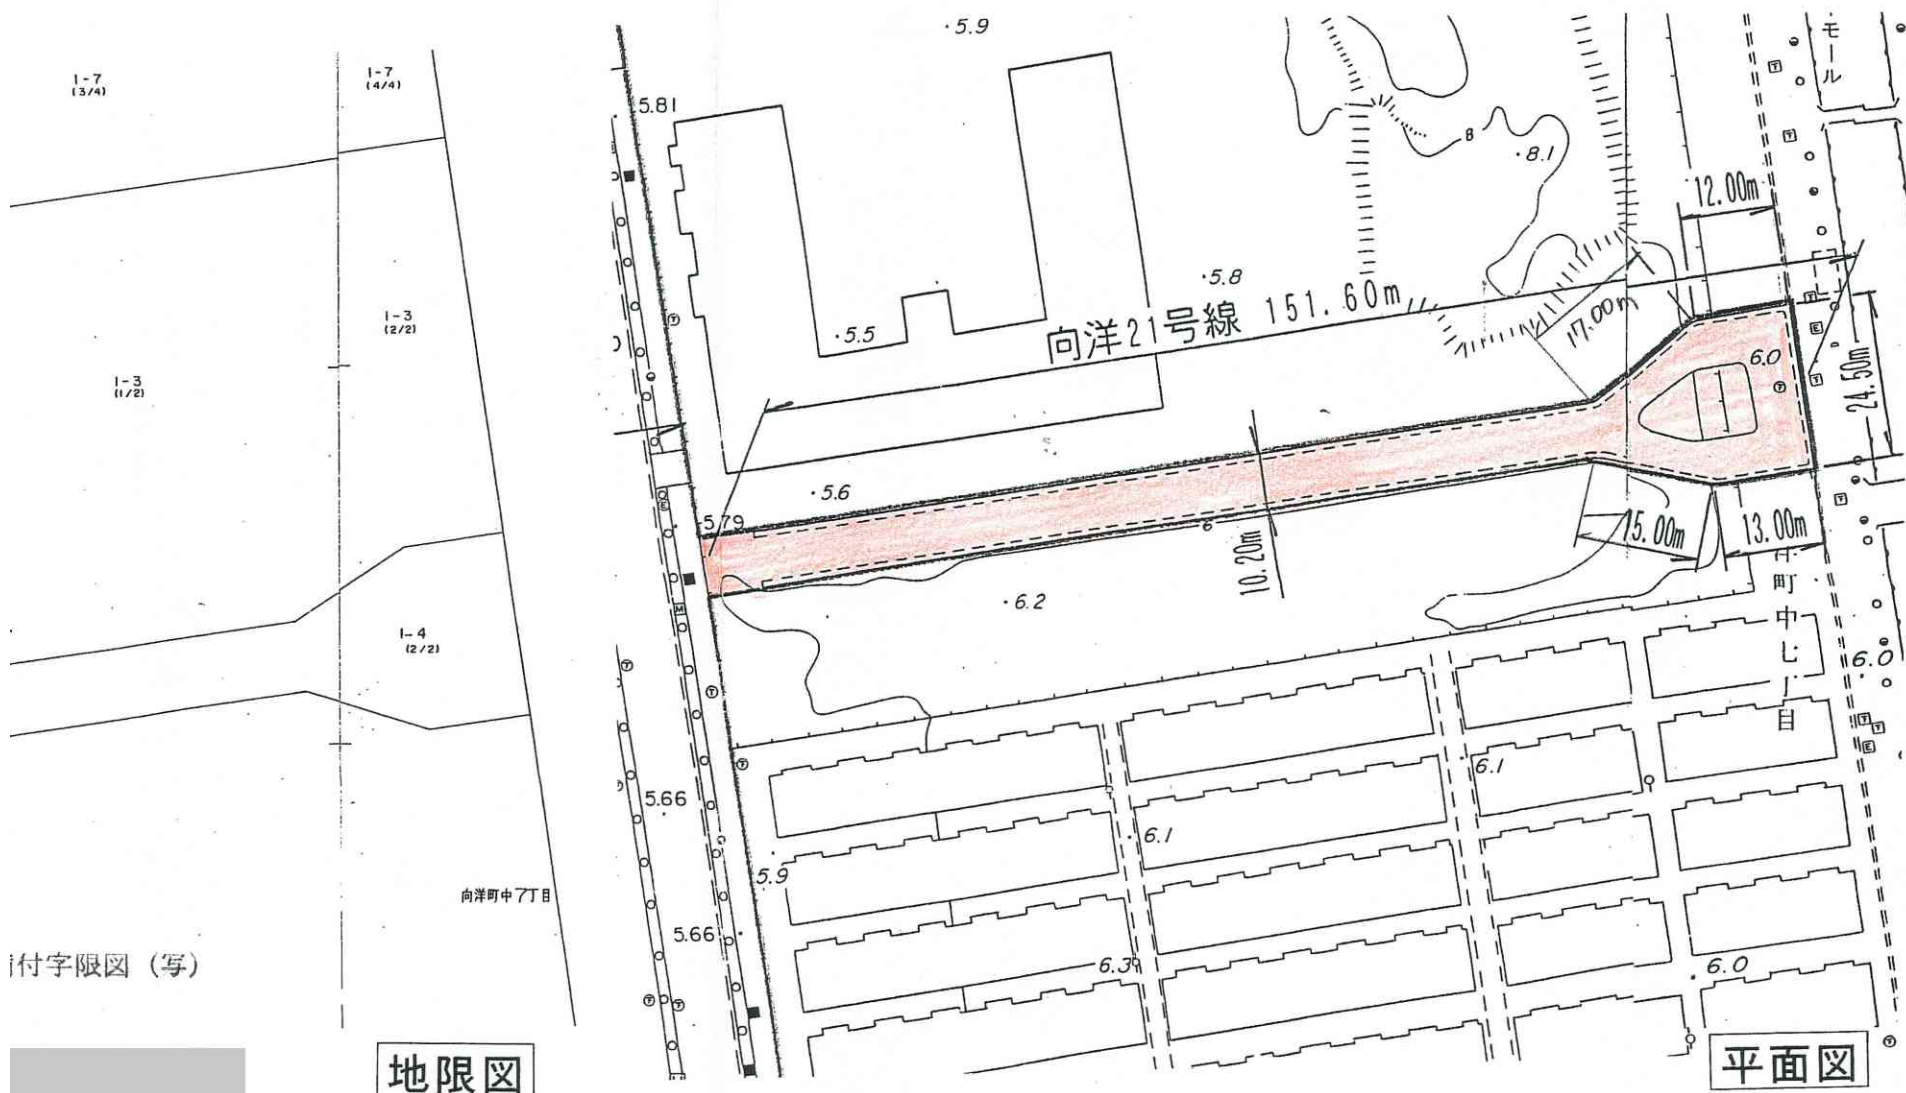 1-7
(3/4)
1-7
(4/4)
1-3
(2/2)
1-3
(1/2)
1-4
(2/2)
向洋町中7丁目
付字限図（写）
地限図
5.9
モール
5.81
8
8.1
12.00m
5.8
5.5
向洋21号線 151.60m
17.00m
6.0
24.50m
5.6
5.79
6
10.20m
15.00m
13.00m
6.2
町中七丁目
6.0
6.1
5.66
6.1
5.9
5.66
6.3
6.0
平面図